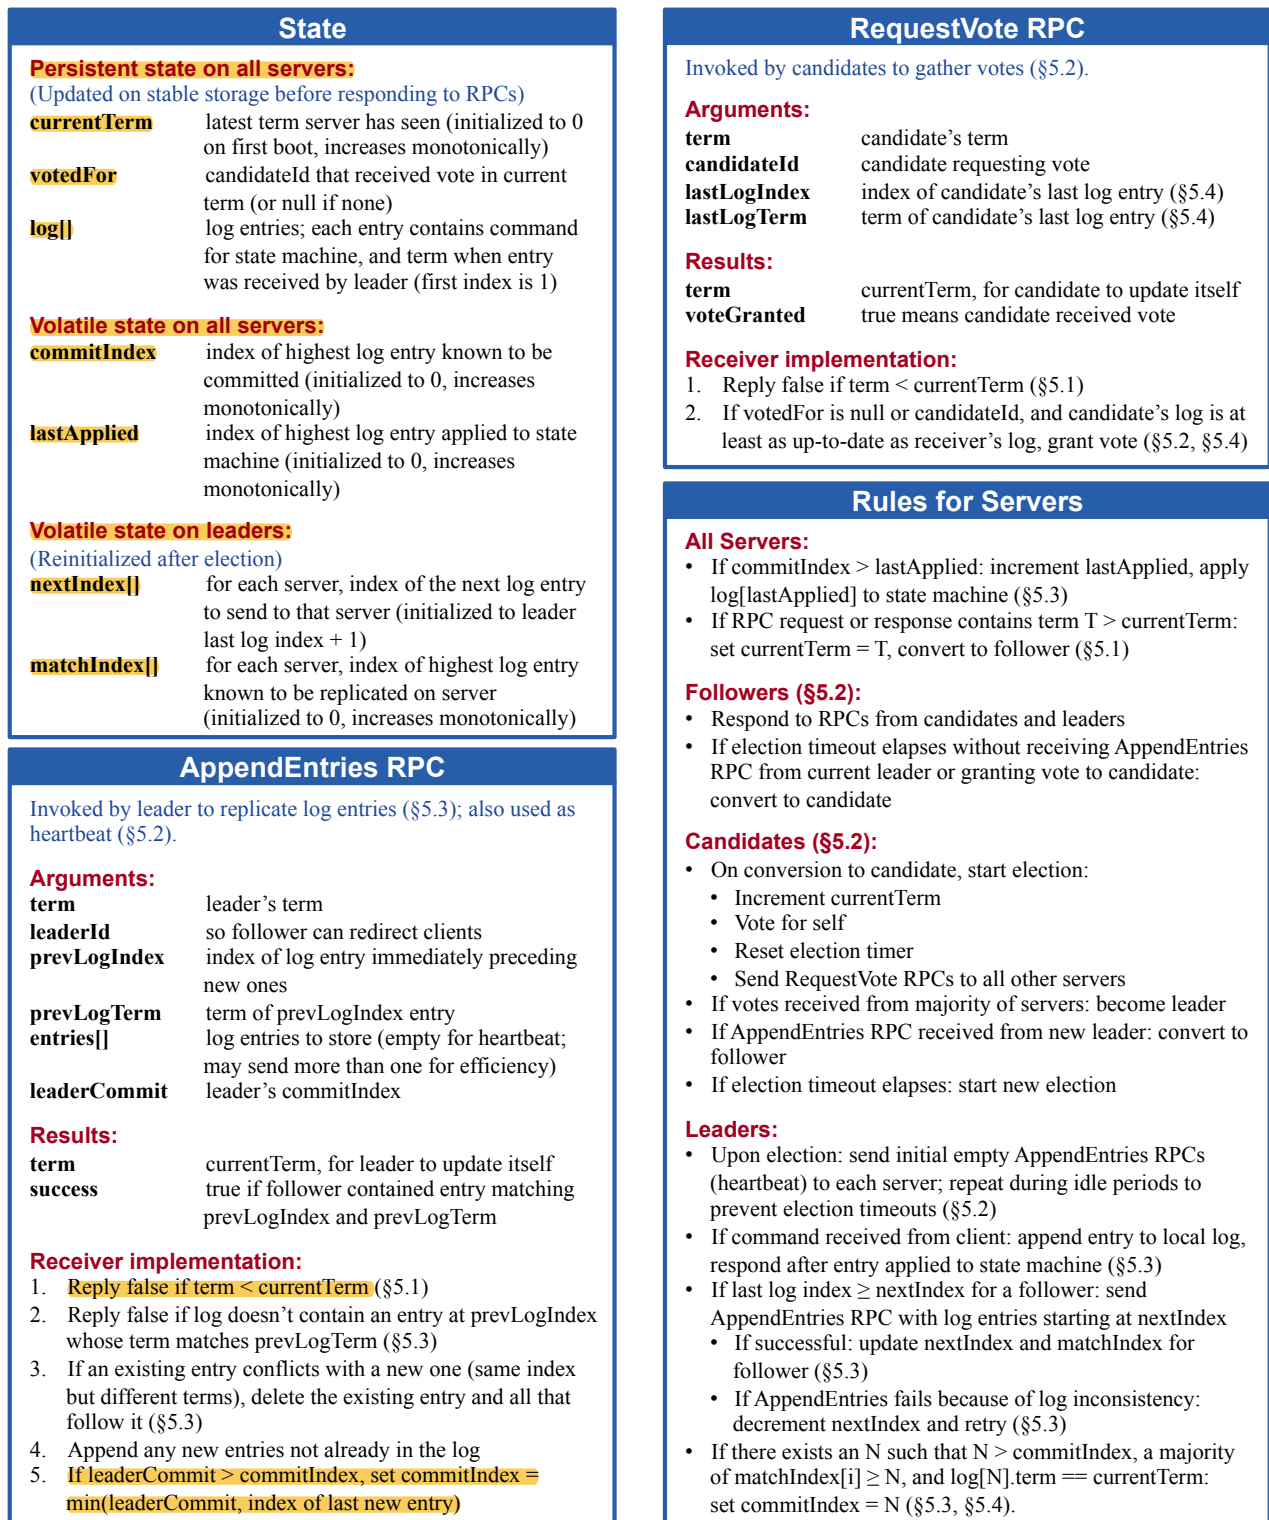 State
Persistent state on all servers:
(Updated on stable storage before responding to RPCs)
currentTerm latest term server has seen (initialized to 0
on first boot, increases monotonically)
votedFor candidateId that received vote in current
term (or null if none)
log[] log entries; each entry contains command
for state machine, and term when entry
was received by leader (first index is 1)
Volatile state on all servers:
commitIndex index of highest log entry known to be
committed (initialized to 0, increases
monotonically)
lastApplied index of highest log entry applied to state
machine (initialized to 0, increases
monotonically)
Volatile state on leaders:
(Reinitialized after election)
nextIndex[] for each server, index of the next log entry
to send to that server (initialized to leader
last log index + 1)
matchIndex[] for each server, index of highest log entry
known to be replicated on server
(initialized to 0, increases monotonically)
AppendEntries RPC
Invoked by leader to replicate log entries (§5.3); also used as
heartbeat (§5.2).
Arguments:
term leader’s term
leaderId so follower can redirect clients
prevLogIndex index of log entry immediately preceding
new ones
prevLogTerm term of prevLogIndex entry
entries[] log entries to store (empty for heartbeat;
may send more than one for efficiency)
leaderCommit leader’s commitIndex
Results:
term currentTerm, for leader to update itself
success true if follower contained entry matching
prevLogIndex and prevLogTerm
Receiver implementation:
1. Reply false if term < currentTerm (§5.1)
2. Reply false if log doesn’t contain an entry at prevLogIndex
whose term matches prevLogTerm (§5.3)
3. If an existing entry conflicts with a new one (same index
but different terms), delete the existing entry and all that
follow it (§5.3)
4. Append any new entries not already in the log
5. If leaderCommit > commitIndex, set commitIndex =
min(leaderCommit, index of last new entry)
RequestVote RPC
Invoked by candidates to gather votes (§5.2).
Arguments:
term candidate’s term
candidateId candidate requesting vote
lastLogIndex index of candidate’s last log entry (§5.4)
lastLogTerm term of candidate’s last log entry (§5.4)
Results:
term currentTerm, for candidate to update itself
voteGranted true means candidate received vote
Receiver implementation:
1. Reply false if term < currentTerm (§5.1)
2. If votedFor is null or candidateId, and candidate’s log is at
least as up-to-date as receiver’s log, grant vote (§5.2, §5.4)
Rules for Servers
All Servers:
• If commitIndex > lastApplied: increment lastApplied, apply
log[lastApplied] to state machine (§5.3)
• If RPC request or response contains term T > currentTerm:
set currentTerm = T, convert to follower (§5.1)
Followers (§5.2):
• Respond to RPCs from candidates and leaders
• If election timeout elapses without receiving AppendEntries
RPC from current leader or granting vote to candidate:
convert to candidate
Candidates (§5.2):
• On conversion to candidate, start election:
• Increment currentTerm
• Vote for self
• Reset election timer
• Send RequestVote RPCs to all other servers
• If votes received from majority of servers: become leader
• If AppendEntries RPC received from new leader: convert to
follower
• If election timeout elapses: start new election
Leaders:
• Upon election: send initial empty AppendEntries RPCs
(heartbeat) to each server; repeat during idle periods to
prevent election timeouts (§5.2)
• If command received from client: append entry to local log,
respond after entry applied to state machine (§5.3)
• If last log index ≥ nextIndex for a follower: send
AppendEntries RPC with log entries starting at nextIndex
• If successful: update nextIndex and matchIndex for
follower (§5.3)
• If AppendEntries fails because of log inconsistency:
decrement nextIndex and retry (§5.3)
• If there exists an N such that N > commitIndex, a majority
of matchIndex[i] ≥ N, and log[N].term == currentTerm:
set commitIndex = N (§5.3, §5.4).